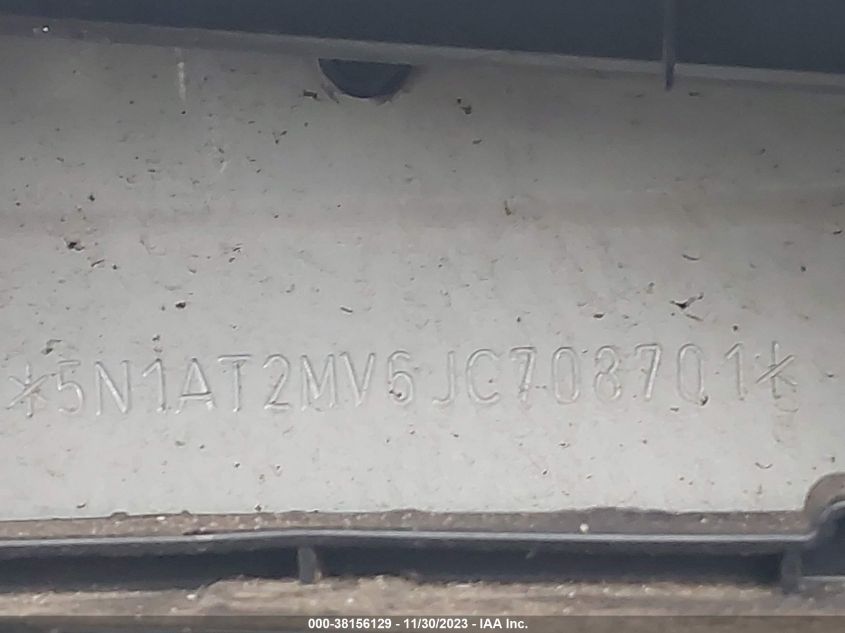 *5N1AT2MV6JC708701*
000-38156129 - 11/30/2023 - IAA Inc.